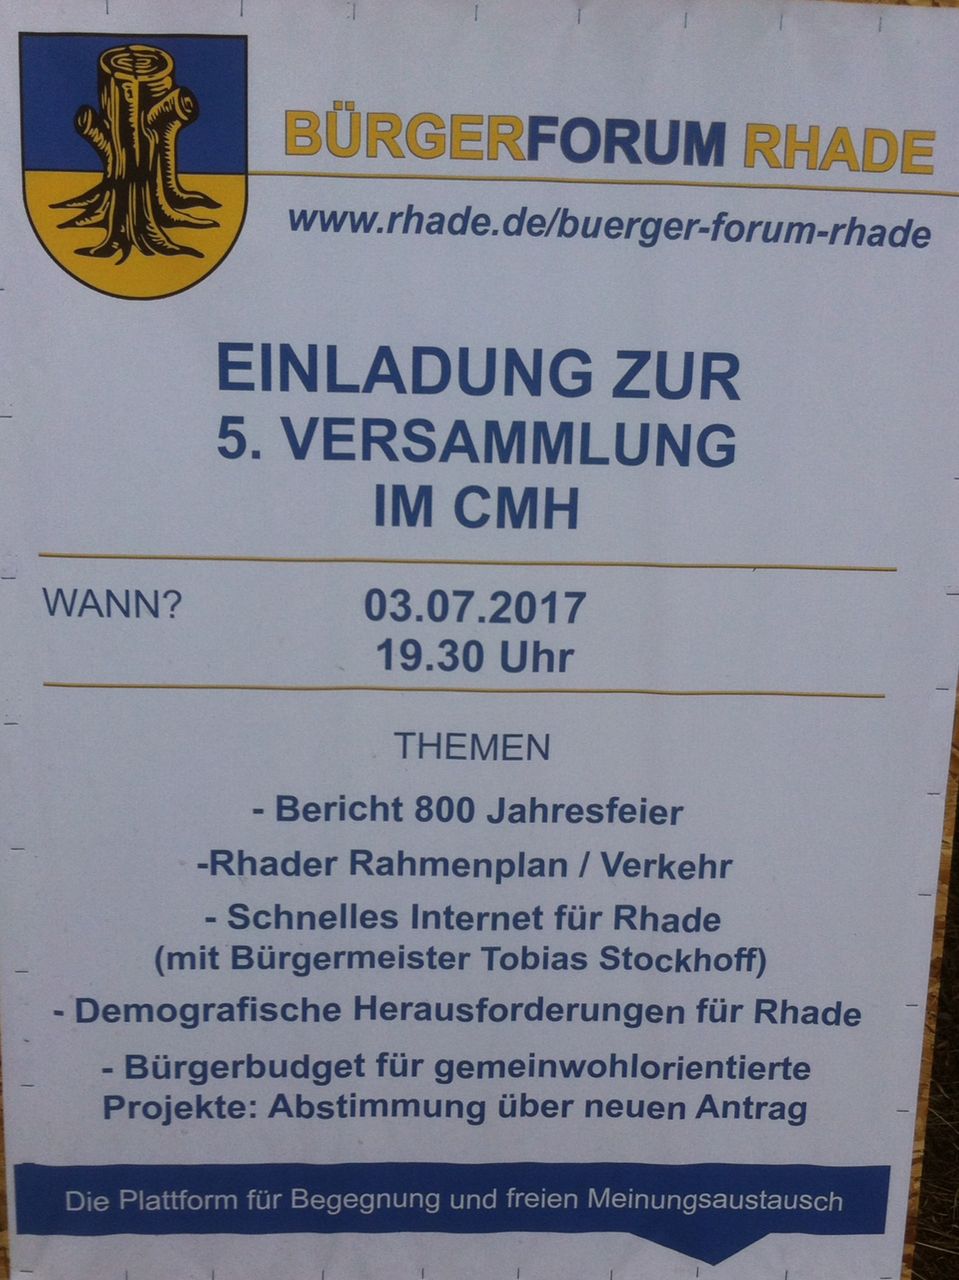 BÜRGERFORUM RHADE
www.rhade.de/buerger-forum-rhade
EINLADUNG ZUR
5. VERSAMMLUNG
IM CMH
WANN? 03.07.2017
19.30 Uhr
THEMEN
- Bericht 800 Jahresfeier
-Rhader Rahmenplan / Verkehr
- Schnelles Internet für Rhade
(mit Bürgermeister Tobias Stockhoff)
- Demografische Herausforderungen für Rhade
- Bürgerbudget für gemeinwohlorientierte
Projekte: Abstimmung über neuen Antrag
Die Plattform für Begegnung und freien Meinungsaustausch